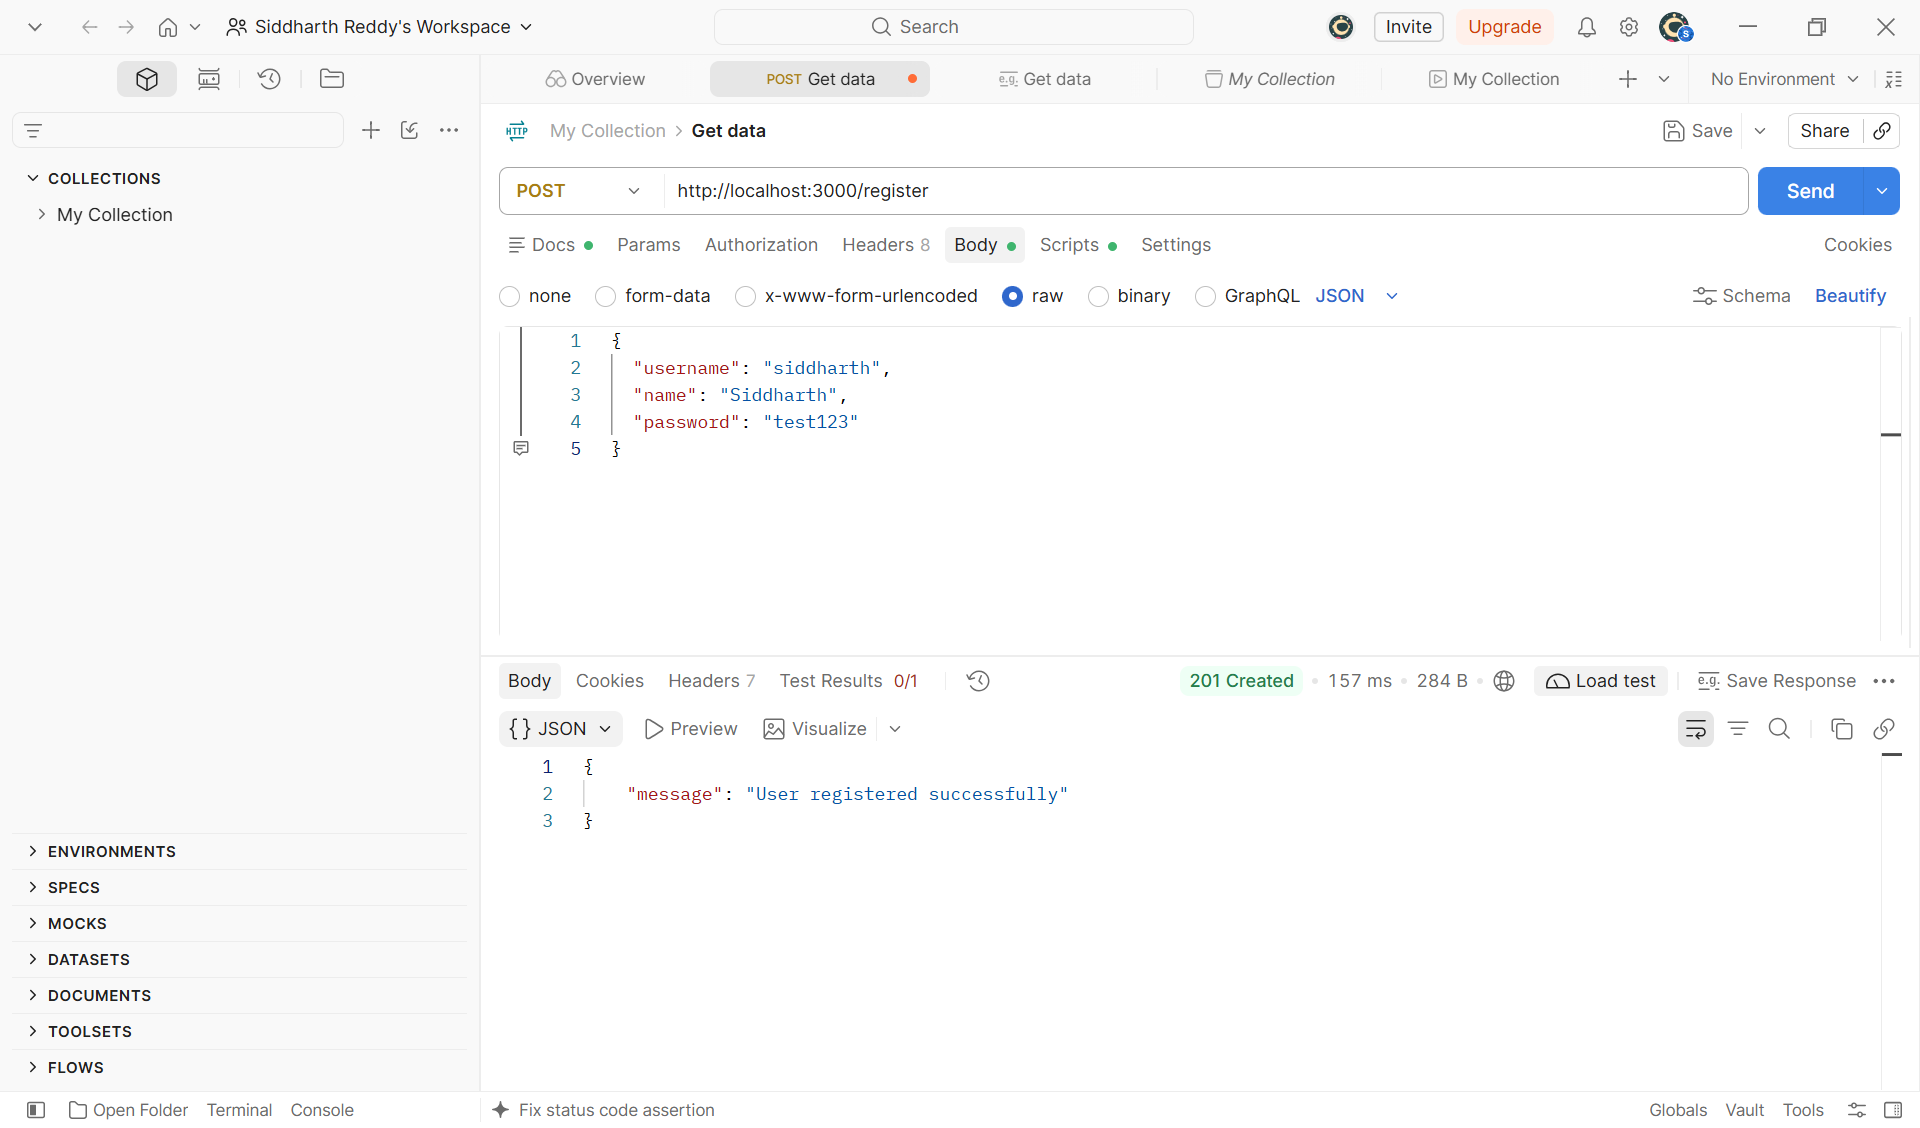 Siddharth Reddy's Workspace
Search
Invite
Upgrade
S
Overview
POST Get data
e.g. Get data
My Collection
My Collection
No Environment
HTTP My Collection > Get data
Save
Share
POST
http://localhost:3000/register
Send
Docs
Params
Authorization
Headers 8
Body
Scripts
Settings
Cookies
none
form-data
x-www-form-urlencoded
raw
binary
GraphQL
JSON
Schema
Beautify
1 {
2 "username": "siddharth",
3 "name": "Siddharth",
4 "password": "test123"
5 }
COLLECTIONS
My Collection
ENVIRONMENTS
SPECS
MOCKS
DATASETS
DOCUMENTS
TOOLSETS
FLOWS
Body
Cookies
Headers 7
Test Results 0/1
201 Created
157 ms
284 B
Load test
e.g. Save Response
{} JSON
Preview
Visualize
1 {
2 "message": "User registered successfully"
3 }
Open Folder
Terminal
Console
Fix status code assertion
Globals
Vault
Tools